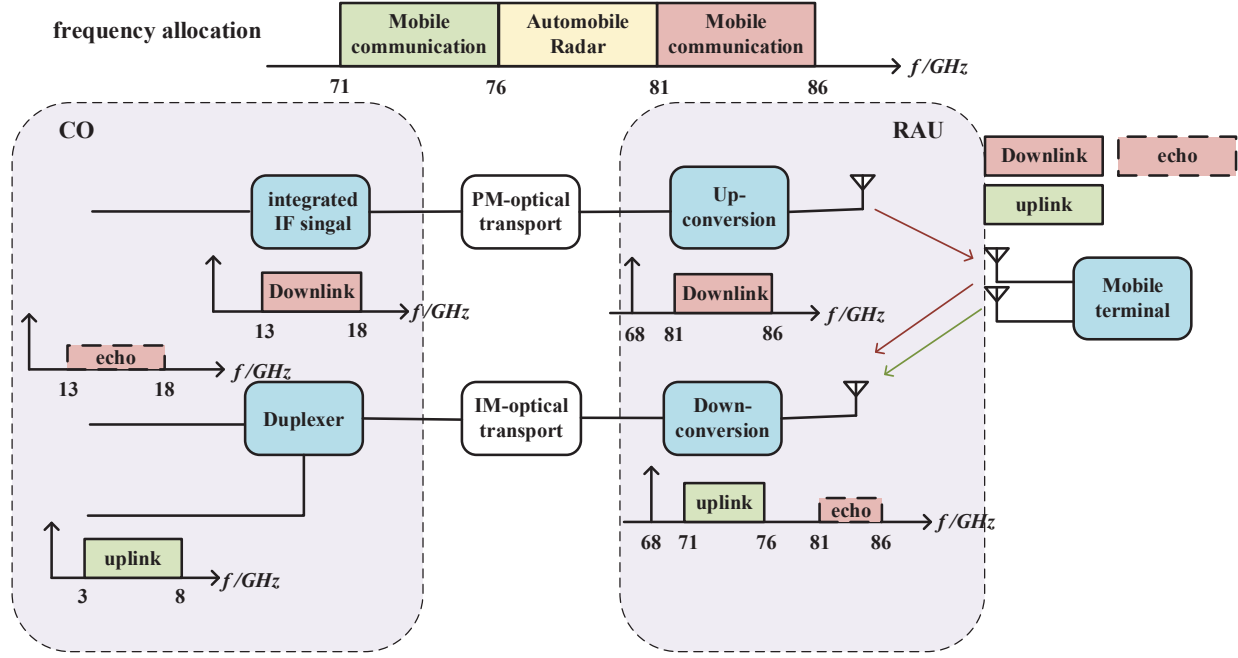 frequency allocation
Mobile
communication
Automobile
Radar
Mobile
communication
f/GHz
71
76
81
86
CO
RAU
Downlink
echo
uplink
integrated
IF singal
PM-optical
transport
Up-
conversion
Downlink
f/GHz
13
18
Downlink
f/GHz
68
81
86
Mobile
terminal
echo
f/GHz
13
18
Duplexer
IM-optical
transport
Down-
conversion
uplink
echo
f/GHz
68
71
76
81
86
uplink
f/GHz
3
8